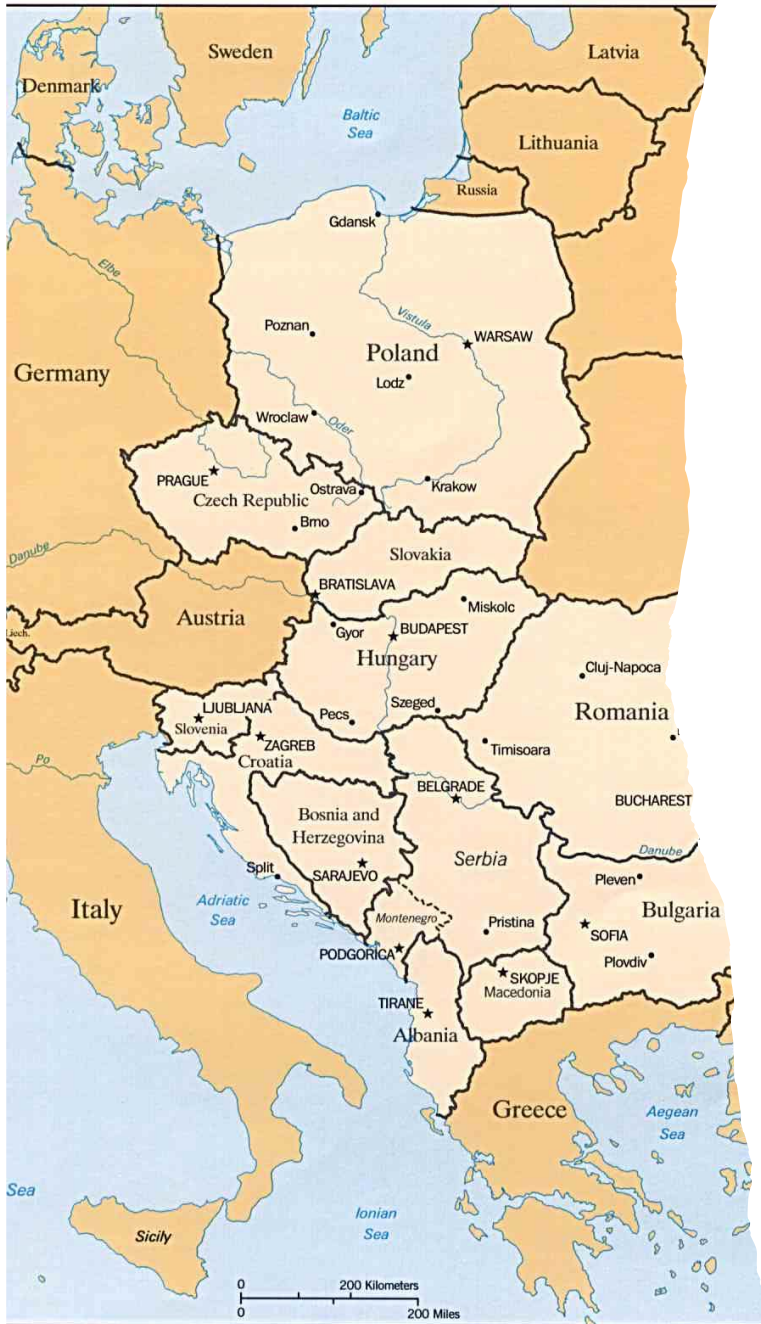 Sweden
Latvia
Denmark
Baltic
Sea
Lithuania
Russia
Gdansk
Elbe
Vistula
Poznan
WARSAW
Poland
Germany
Lodz
Wroclaw
Oder
PRAGUE
Ostrava
Krakow
Czech Republic
Brno
Danube
Slovakia
BRATISLAVA
Miskolc
Austria
Liech.
Gyor
BUDAPEST
Hungary
Cluj-Napoca
LJUBLJANA
Szeged
Romania
Slovenia
Pecs
ZAGREB
Timisoara
Croatia
Po
BELGRADE
BUCHAREST
Bosnia and
Herzegovina
Serbia
Danube
Split
SARAJEVO
Pleven
Adriatic
Sea
Italy
Montenegro
Bulgaria
Pristina
SOFIA
PODGORICA
Plovdiv
SKOPJE
Macedonia
TIRANE
Albania
Greece
Aegean
Sea
Sea
Ionian
Sea
Sicily
0
200 Kilometers
0
200 Miles